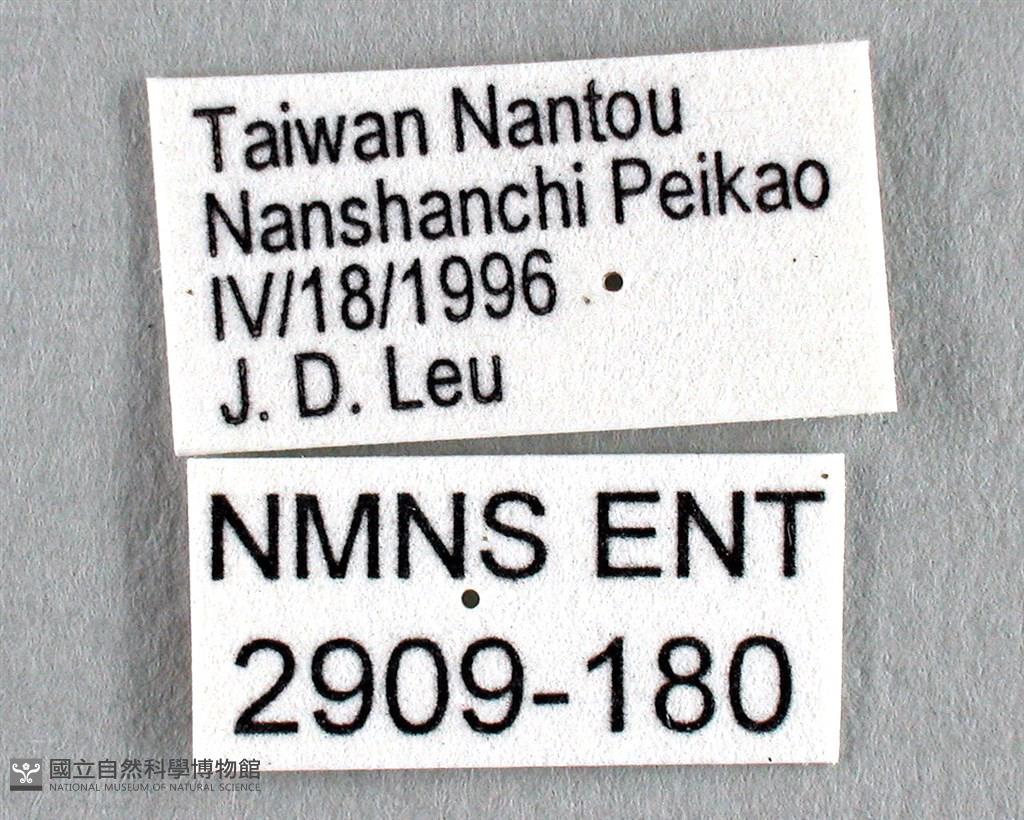 Taiwan Nantou
Nanshanchi Peikao
IV/18/1996
J. D. Leu
NMNS ENT
2909-180
國立自然科學博物館
NATIONAL MUSEUM OF NATURAL SCIENCE